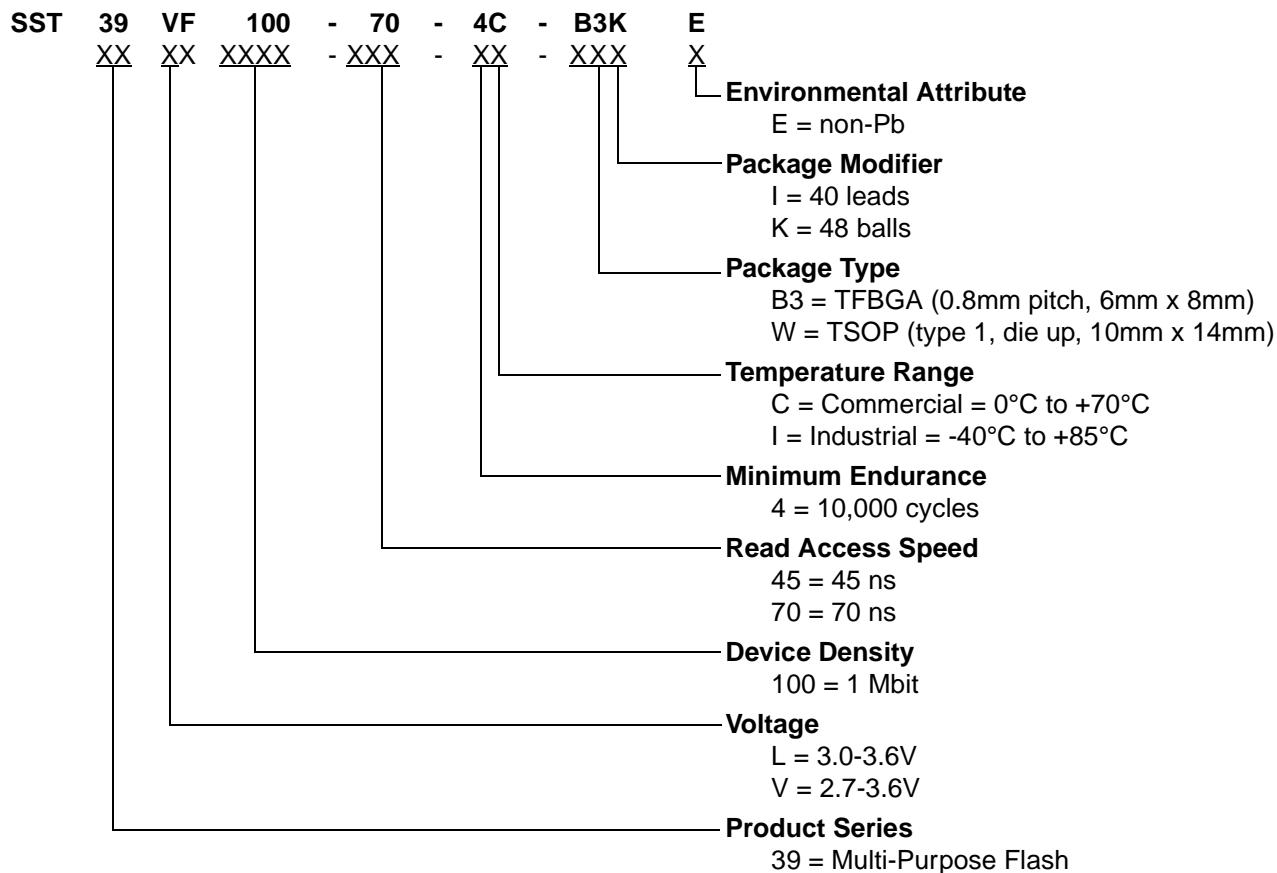 SST 39 VF 100 - 70 - 4C - B3K E
XX XX XXXX - XXX - XX - XXX X
Environmental Attribute
E = non-Pb
Package Modifier
I = 40 leads
K = 48 balls
Package Type
B3 = TFBGA (0.8mm pitch, 6mm x 8mm)
W = TSOP (type 1, die up, 10mm x 14mm)
Temperature Range
C = Commercial = 0°C to +70°C
I = Industrial = -40°C to +85°C
Minimum Endurance
4 = 10,000 cycles
Read Access Speed
45 = 45 ns
70 = 70 ns
Device Density
100 = 1 Mbit
Voltage
L = 3.0-3.6V
V = 2.7-3.6V
Product Series
39 = Multi-Purpose Flash